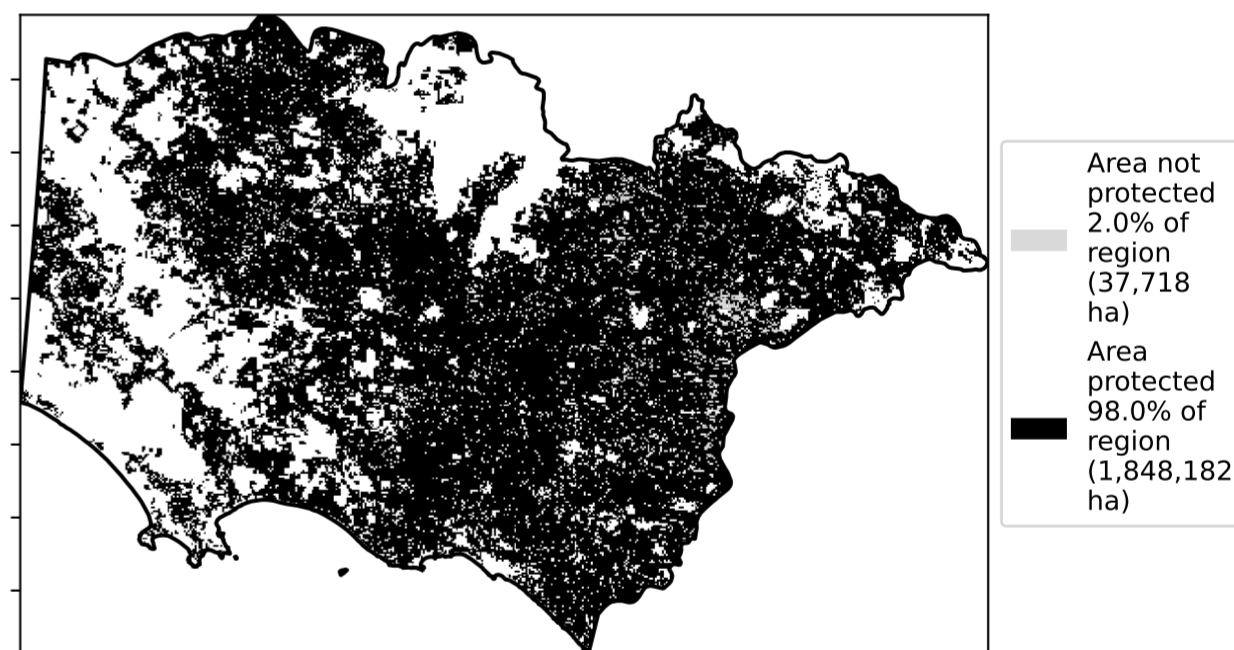 Area not
protected
2.0% of
region
(37,718
ha)
Area
protected
98.0% of
region
(1,848,182
ha)